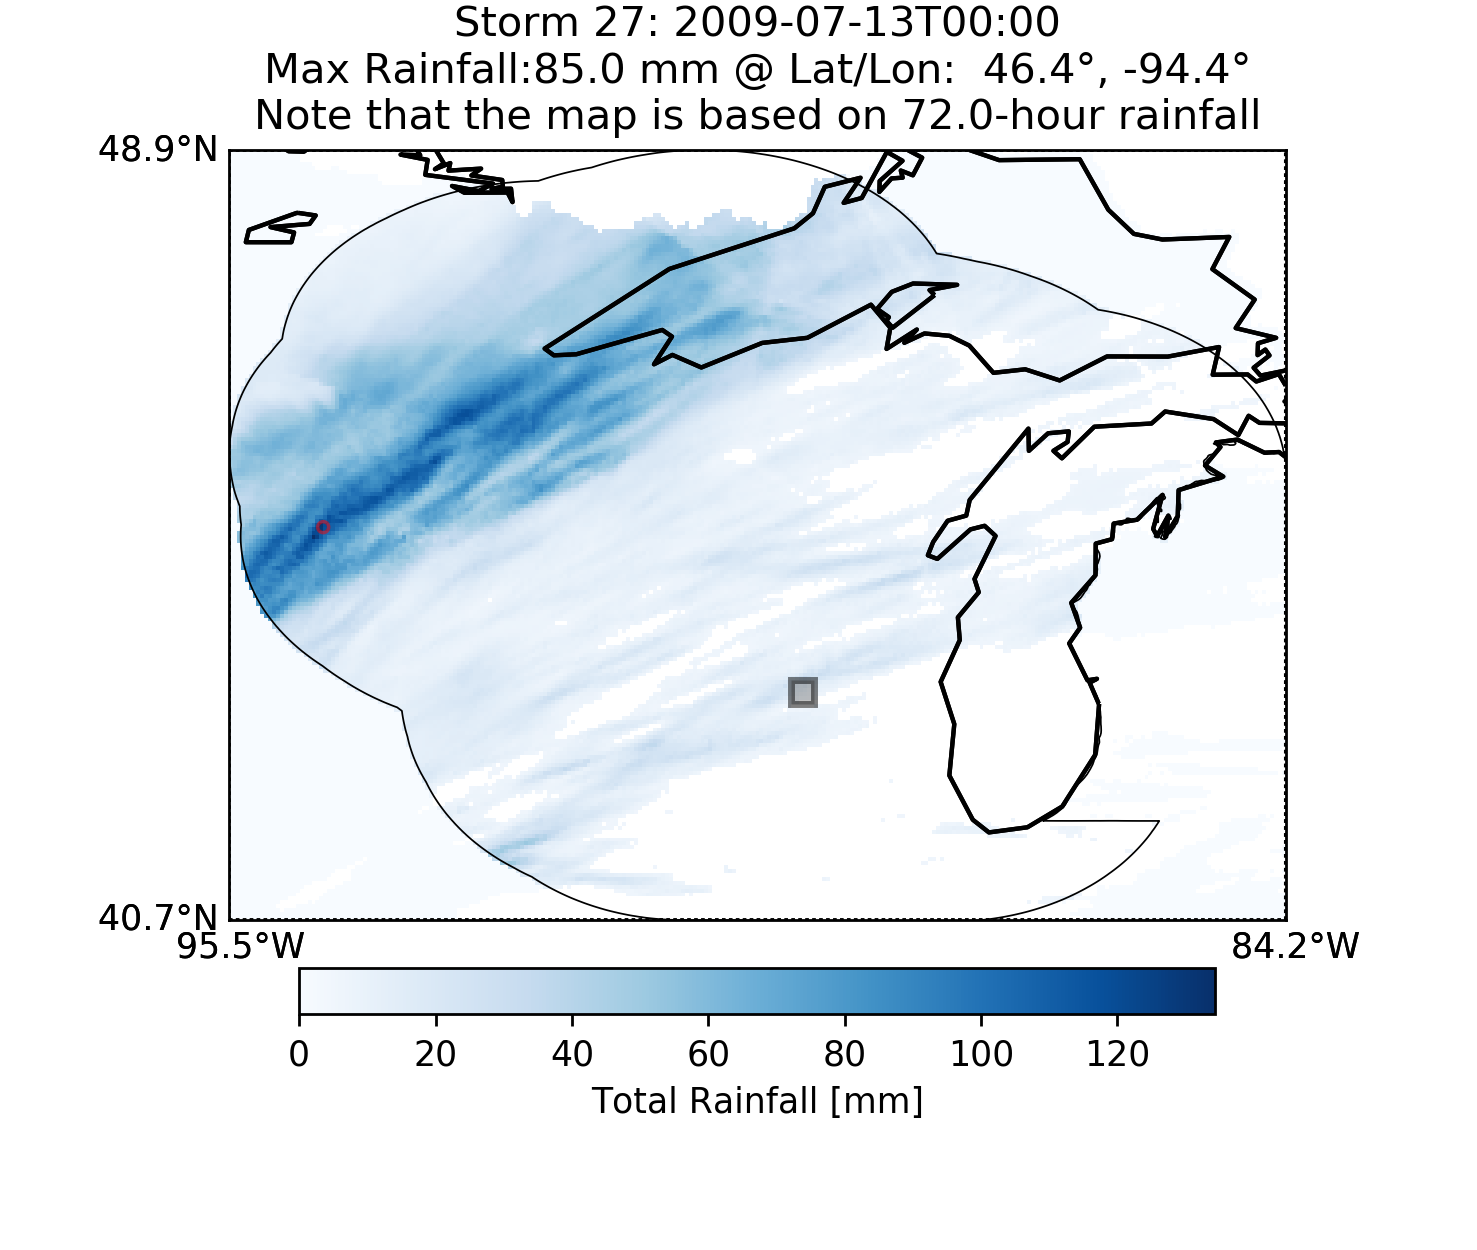 Storm 27: 2009-07-13T00:00
Max Rainfall:85.0 mm @ Lat/Lon:  46.4°, -94.4°
Note that the map is based on 72.0-hour rainfall
48.9°N
40.7°N
95.5°W 84.2°W
0 20 40 60 80 100 120
Total Rainfall [mm]